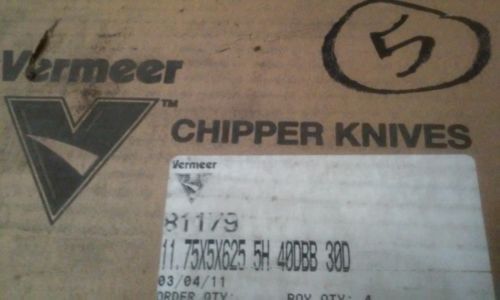 5
Vermeer
TM
CHIPPER KNIVES
Vermeer
81179
11.75X5X625 5H 40DBB 30D
03/04/11
ORDER QTY: BOX QTY: 4